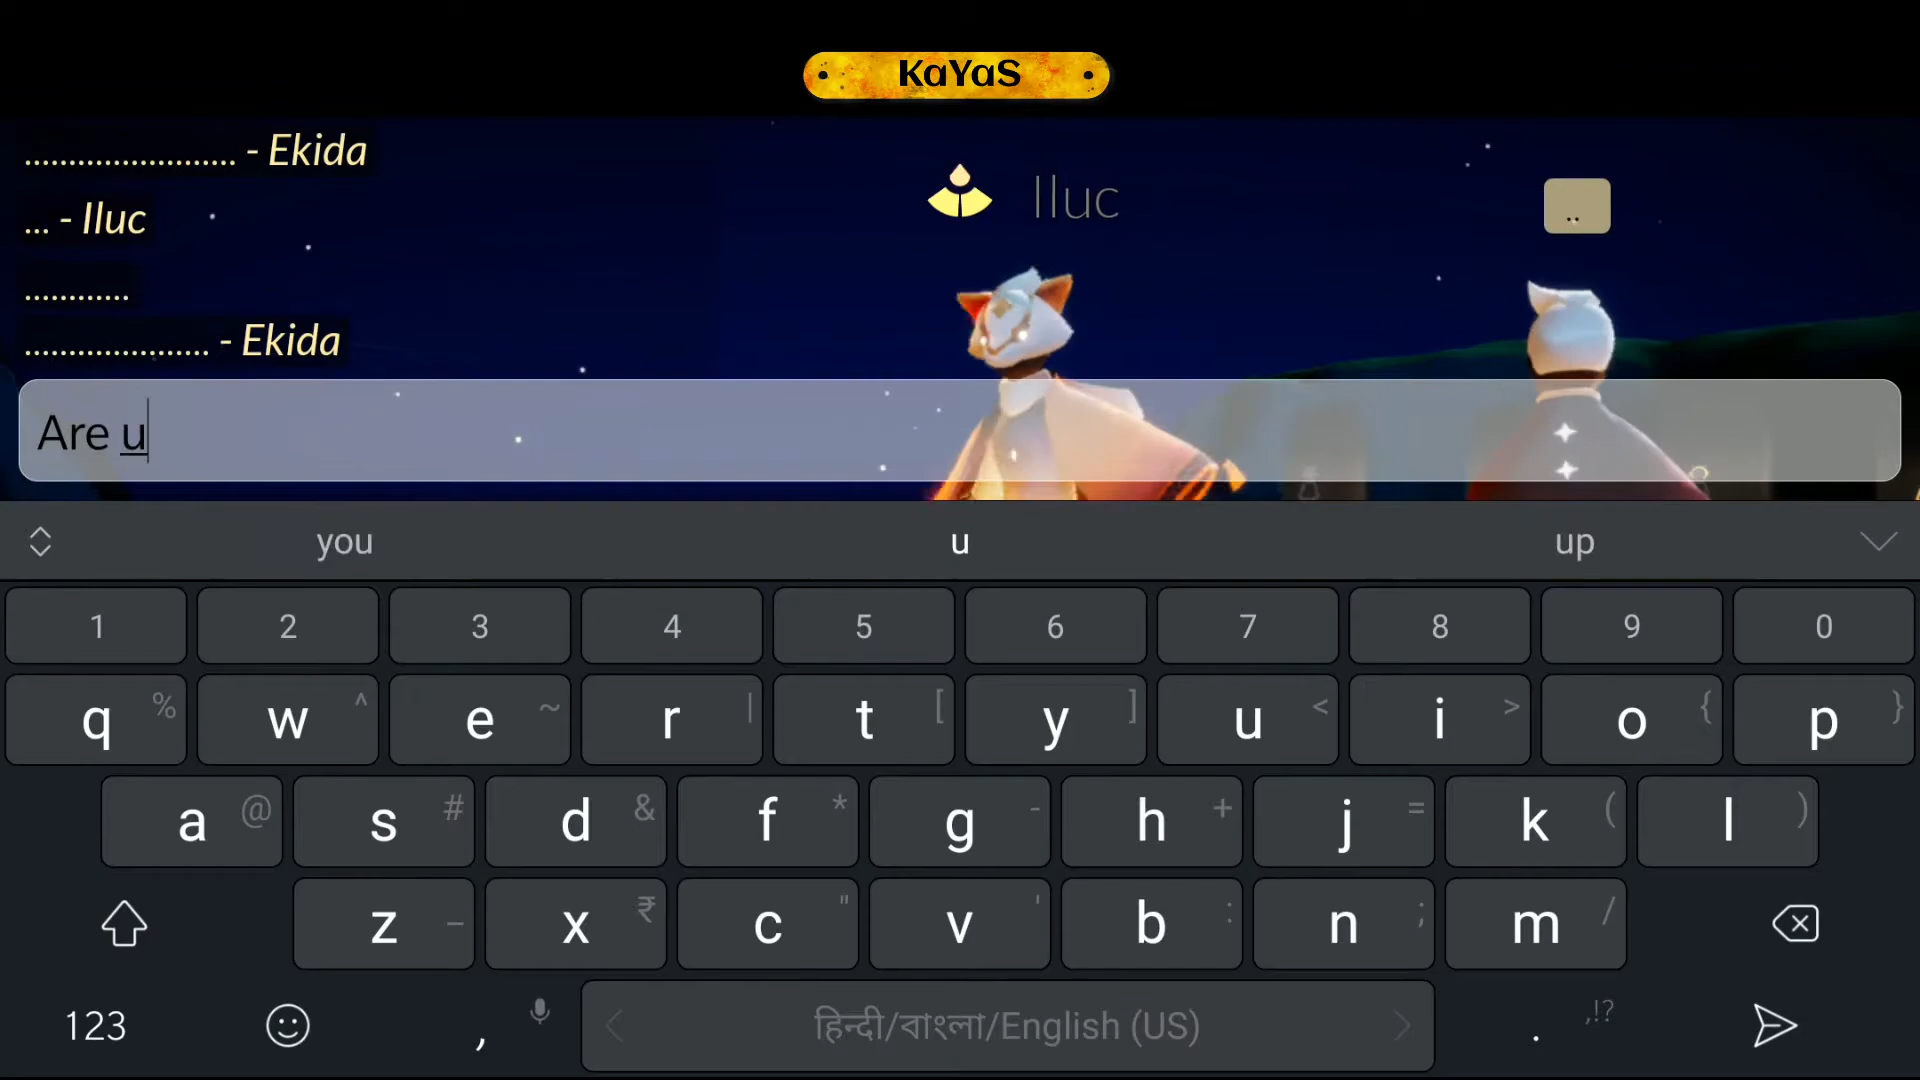 KaYaS
........................ - Ekida
Iluc
... - Iluc
..
............
..................... - Ekida
Are u
you u up
1 2 3 4 5 6 7 8 9 0
q % w ^ e ~ r | t [ y ] u < i > o { p }
a @ s # d & f * g - h + j = k ( l )
z _ x ₹ c " v ' b : n ; m /
123 , हिन्दी/বাংলা/English (US) . ,!?